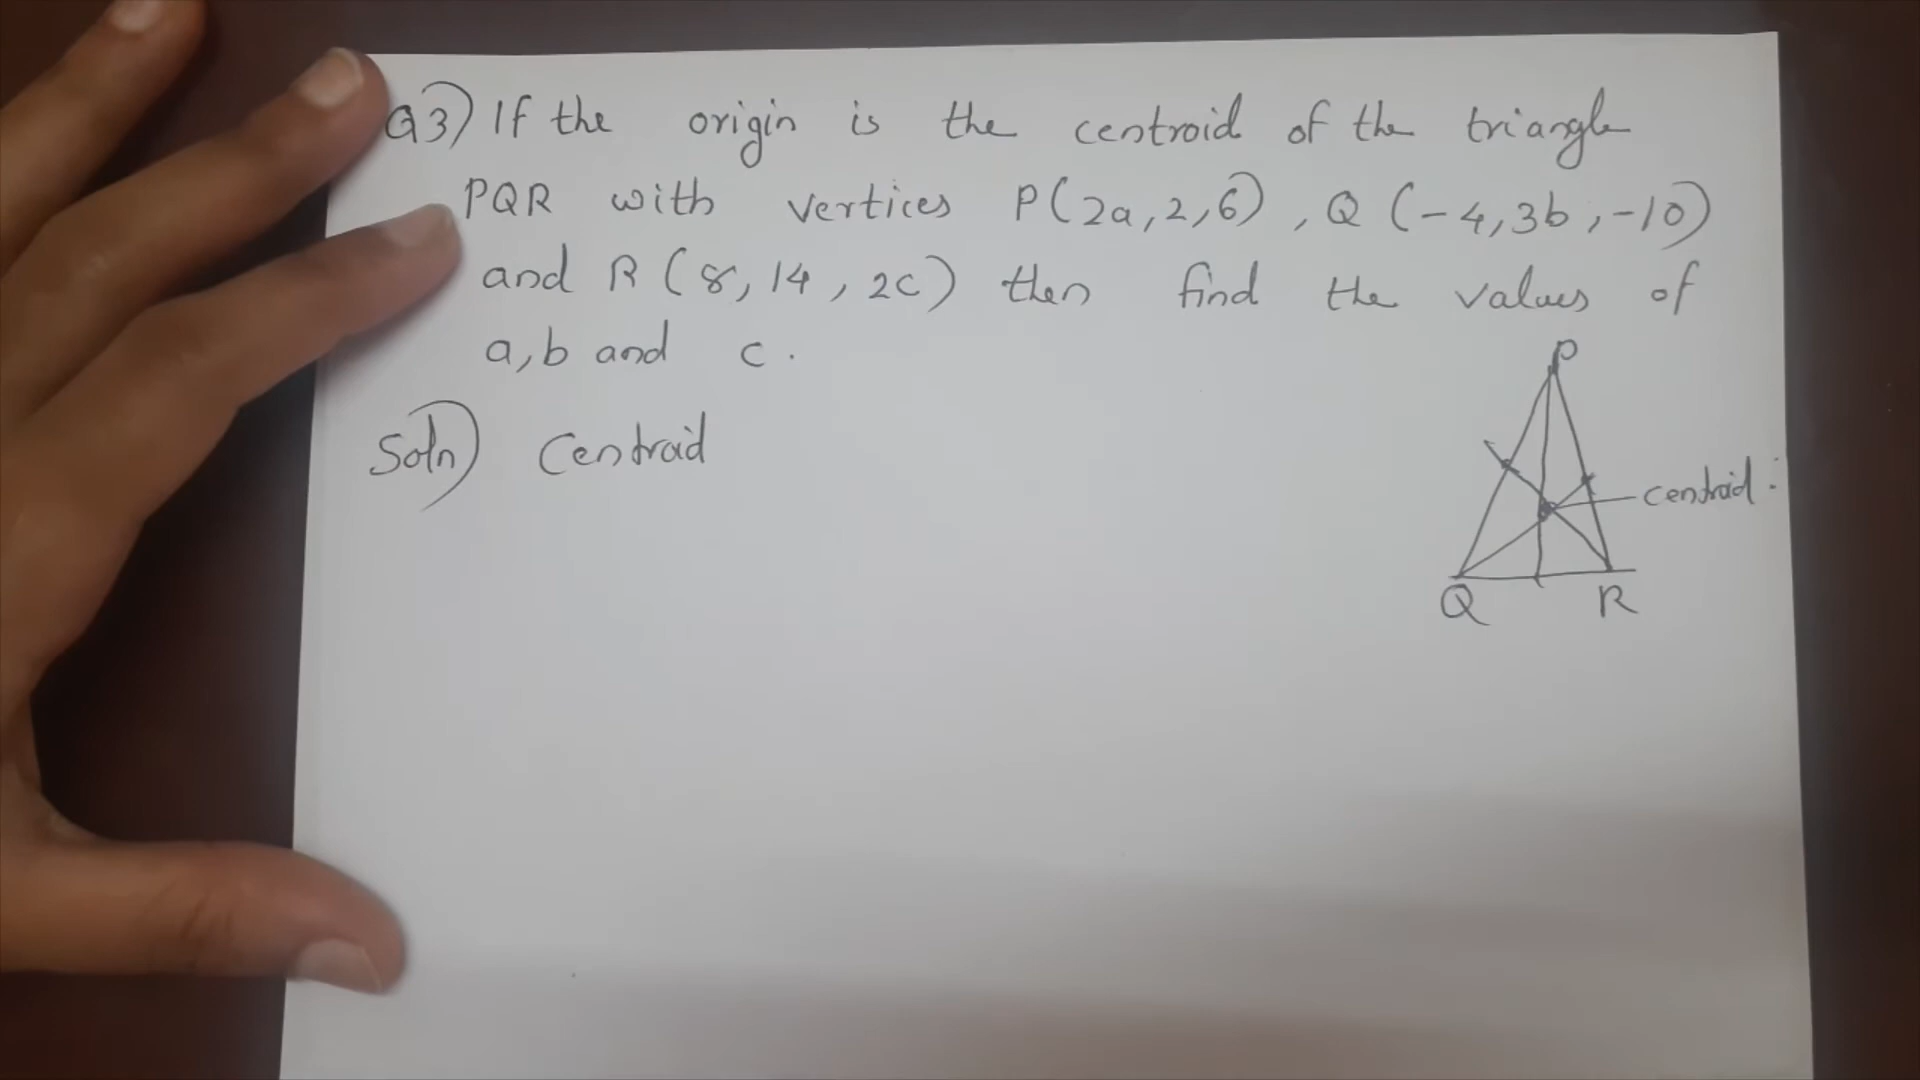 Q3) If the origin is the centroid of the triangle
PQR with vertices P(2a,2,6), Q(-4,3b,-10)
and R(8,14,2c) then find the values of
a,b and c.
P
Soln) Centroid
centroid:
Q R